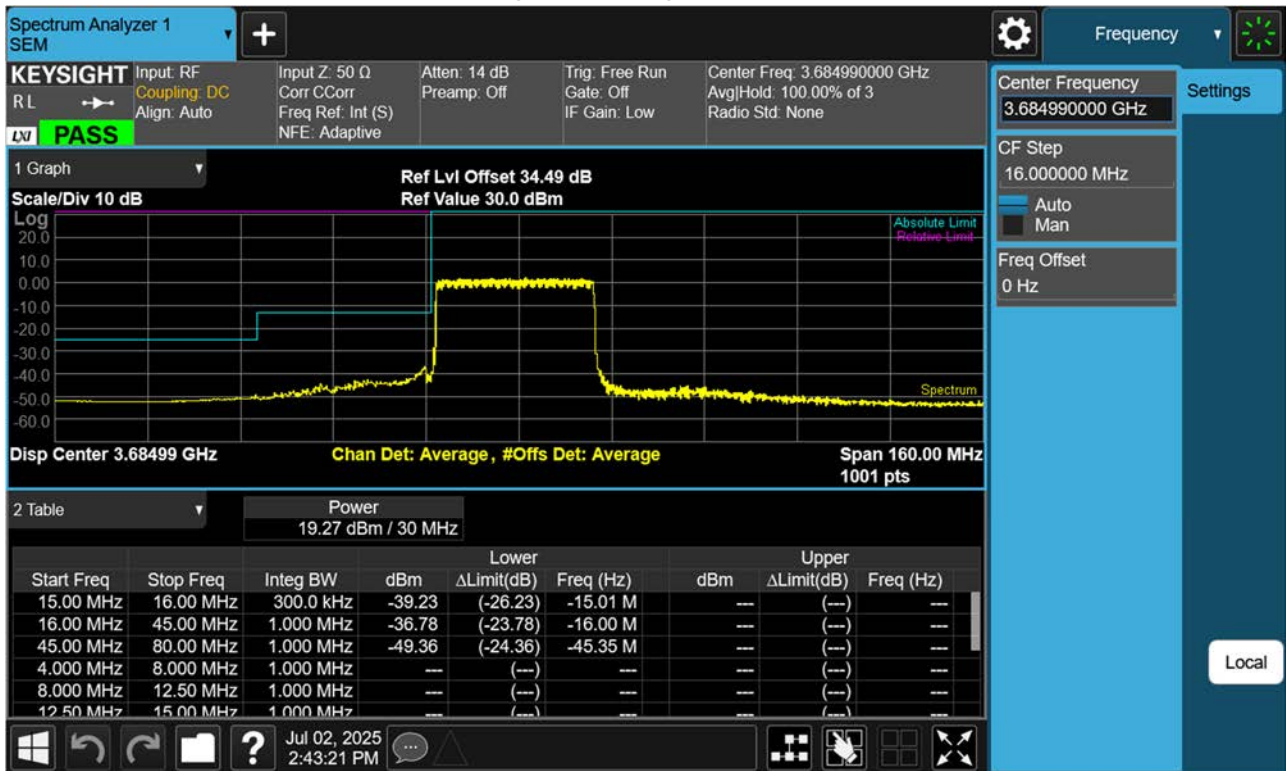 Spectrum Analyzer 1
SEM
Frequency
KEYSIGHT
R L
LXI PASS
Input: RF
Coupling: DC
Align: Auto
Input Z: 50 Ω
Corr CCorr
Freq Ref: Int (S)
NFE: Adaptive
Atten: 14 dB
Preamp: Off
Trig: Free Run
Gate: Off
IF Gain: Low
Center Freq: 3.684990000 GHz
Avg|Hold: 100.00% of 3
Radio Std: None
Center Frequency
3.684990000 GHz
Settings
CF Step
16.000000 MHz
Auto
Man
Freq Offset
0 Hz
1 Graph
Scale/Div 10 dB
Ref Lvl Offset 34.49 dB
Ref Value 30.0 dBm
Log
20.0
10.0
0.00
-10.0
-20.0
-30.0
-40.0
-50.0
-60.0
Absolute Limit
Relative Limit
Spectrum
Disp Center 3.68499 GHz
Chan Det: Average, #Offs Det: Average
Span 160.00 MHz
1001 pts
2 Table
Power
19.27 dBm / 30 MHz
Lower Upper
Start Freq Stop Freq Integ BW dBm ΔLimit(dB) Freq (Hz) dBm ΔLimit(dB) Freq (Hz)
15.00 MHz 16.00 MHz 300.0 kHz -39.23 (-26.23) -15.01 M --- (---) ---
16.00 MHz 45.00 MHz 1.000 MHz -36.78 (-23.78) -16.00 M --- (---) ---
45.00 MHz 80.00 MHz 1.000 MHz -49.36 (-24.36) -45.35 M --- (---) ---
4.000 MHz 8.000 MHz 1.000 MHz --- (---) --- --- (---) ---
8.000 MHz 12.50 MHz 1.000 MHz --- (---) --- --- (---) ---
12.50 MHz 15.00 MHz 1.000 MHz --- (---) --- --- (---) ---
Local
Jul 02, 2025
2:43:21 PM